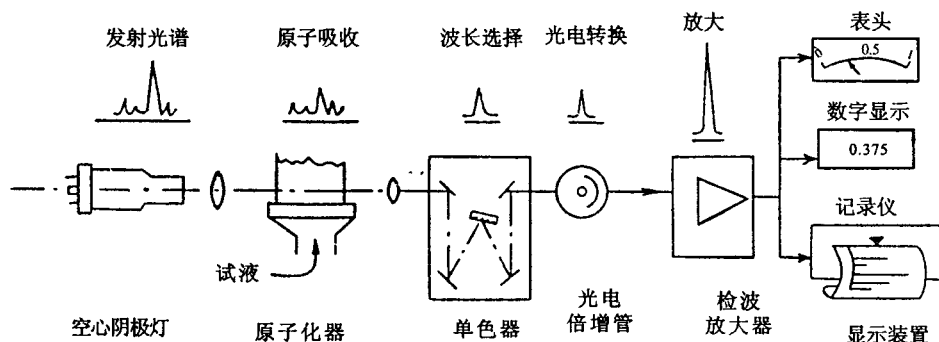 发射光谱
原子吸收
波长选择
光电转换
放大
表头
0.5
数字显示
0.375
记录仪
试液
空心阴极灯
原子化器
单色器
光电
倍增管
检波
放大器
显示装置